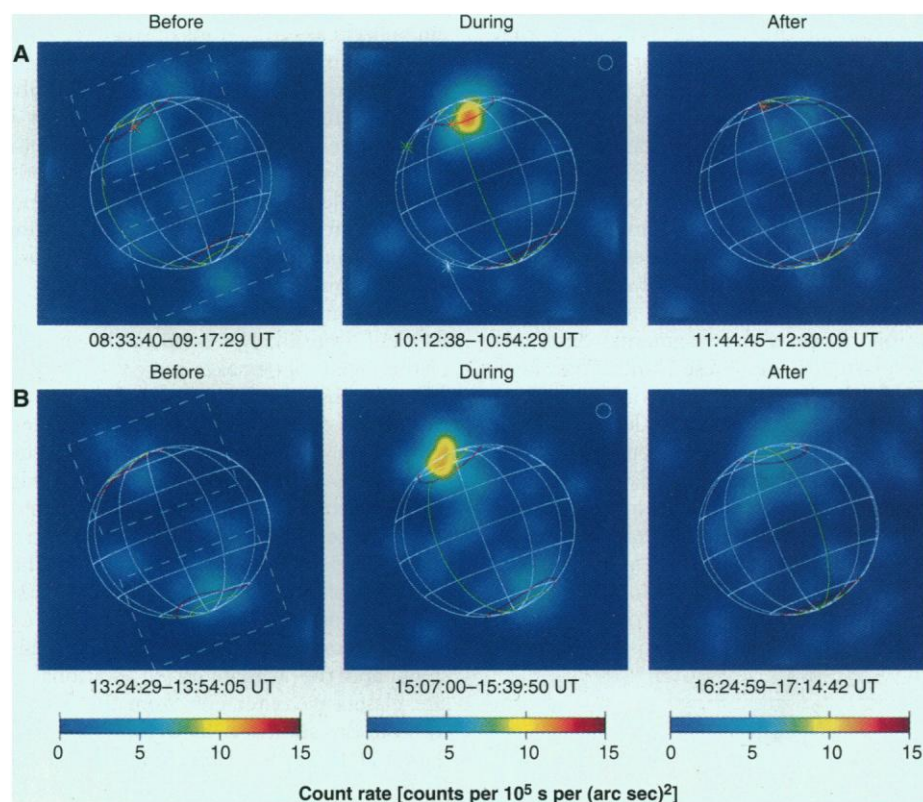 Before During After
A
08:33:40–09:17:29 UT 10:12:38–10:54:29 UT 11:44:45–12:30:09 UT
Before During After
B
13:24:29–13:54:05 UT 15:07:00–15:39:50 UT 16:24:59–17:14:42 UT
0 5 10 15 0 5 10 15 0 5 10 15
Count rate [counts per 10⁵ s per (arc sec)²]